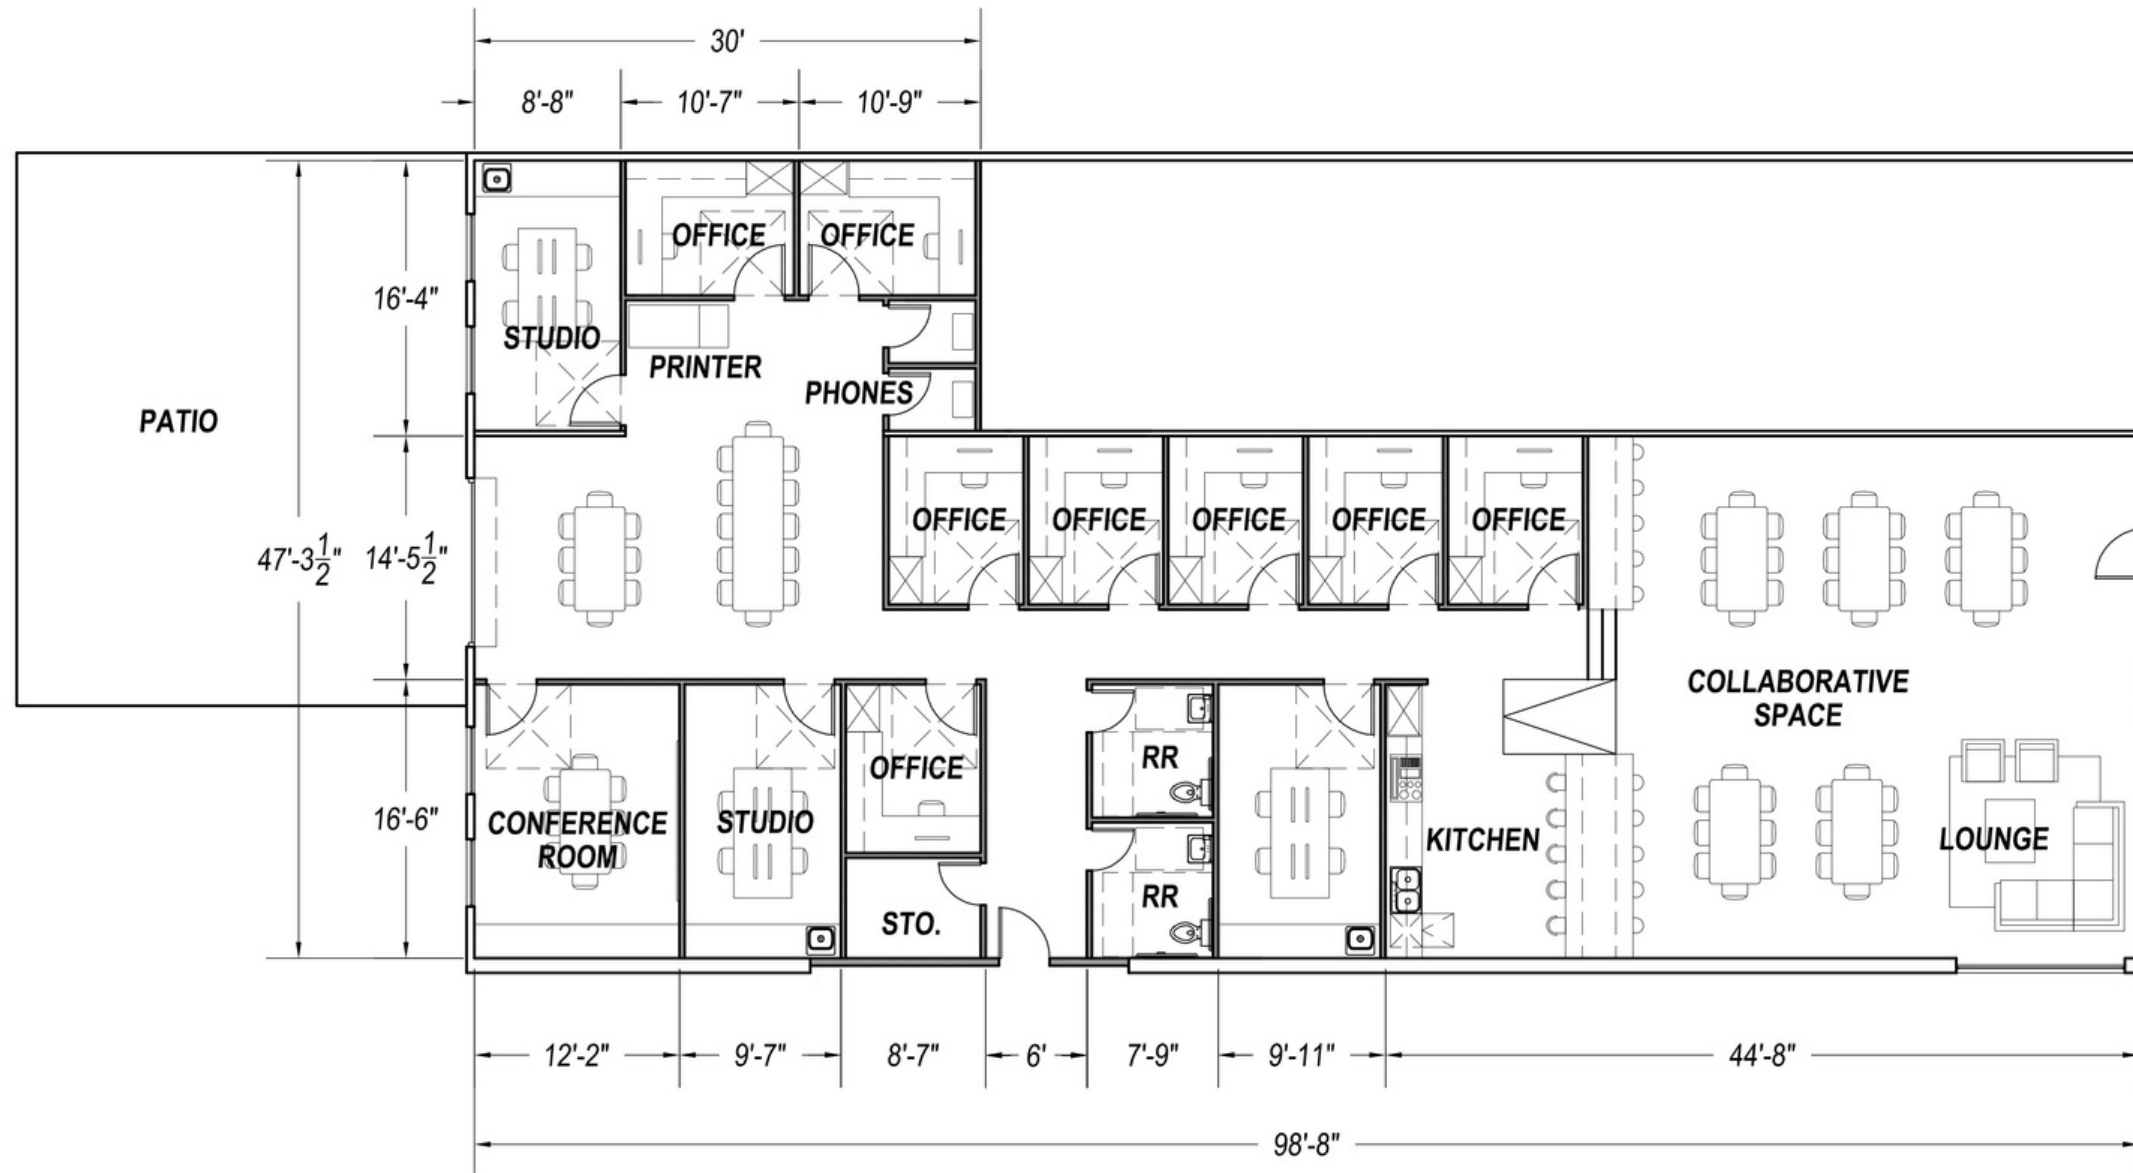 30'
8'-8" 10'-7" 10'-9"
OFFICE OFFICE
16'-4"
STUDIO
PRINTER
PHONES
PATIO
OFFICE OFFICE OFFICE OFFICE OFFICE
47'-3 1/2" 14'-5 1/2"
COLLABORATIVE
SPACE
RR
OFFICE
16'-6"
CONFERENCE
ROOM
STUDIO
KITCHEN
LOUNGE
RR
STO.
12'-2" 9'-7" 8'-7" 6' 7'-9" 9'-11" 44'-8"
98'-8"